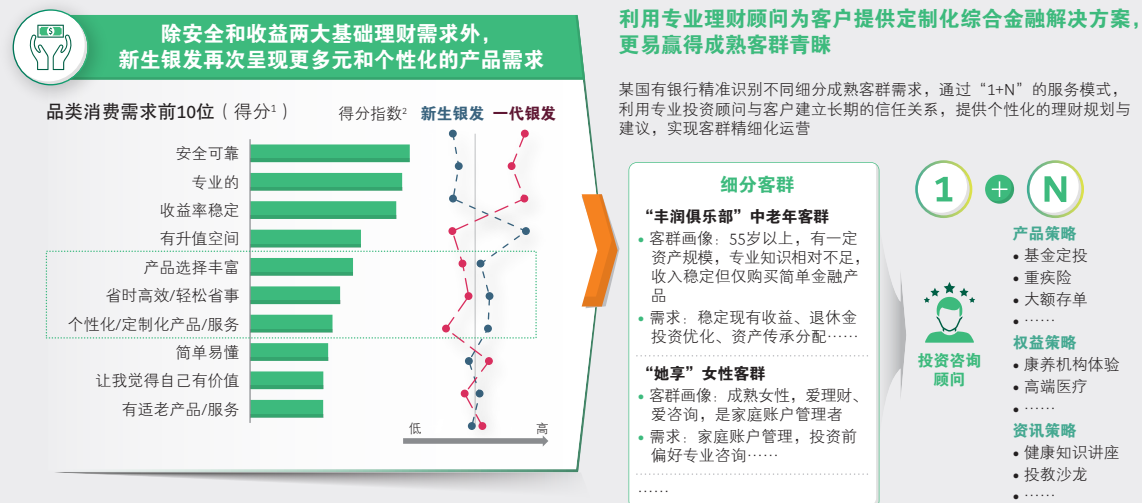 除安全和收益两大基础理财需求外，
新生银发再次呈现更多元和个性化的产品需求
品类消费需求前10位（得分1）
得分指数2 新生银发 一代银发
安全可靠
专业的
收益率稳定
有升值空间
产品选择丰富
省时高效/轻松省事
个性化/定制化产品/服务
简单易懂
让我觉得自己有价值
有适老产品/服务
低 高
利用专业理财顾问为客户提供定制化综合金融解决方案，
更易赢得成熟客群青睐
某国有银行精准识别不同细分成熟客群需求，通过“1+N”的服务模式，
利用专业投资顾问与客户建立长期的信任关系，提供个性化的理财规划与
建议，实现客群精细化运营
细分客群
“丰润俱乐部”中老年客群
• 客群画像：55岁以上，有一定
资产规模，专业知识相对不足，
收入稳定但仅购买简单金融产
品
• 需求：稳定现有收益、退休金
投资优化、资产传承分配……
“她享”女性客群
• 客群画像：成熟女性，爱理财、
爱咨询，是家庭账户管理者
• 需求：家庭账户管理，投资前
偏好专业咨询……
……
1 + N
投资咨询
顾问
产品策略
• 基金定投
• 重疾险
• 大额存单
• ……
权益策略
• 康养机构体验
• 高端医疗
• ……
资讯策略
• 健康知识讲座
• 投教沙龙
• ……